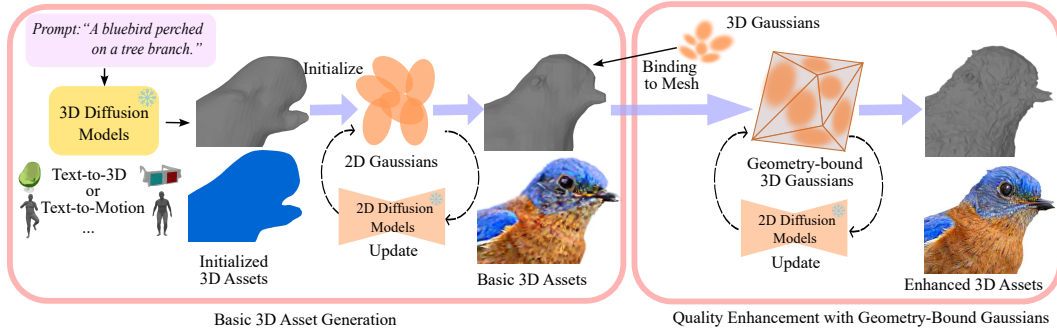 Prompt:“A bluebird perched
on a tree branch.”
3D Diffusion
Models
Text-to-3D
or
Text-to-Motion
...
Initialized
3D Assets
Initialize
2D Gaussians
2D Diffusion
Models
Update
Basic 3D Assets
Basic 3D Asset Generation
3D Gaussians
Binding
to Mesh
Geometry-bound
3D Gaussians
2D Diffusion
Models
Update
Enhanced 3D Assets
Quality Enhancement with Geometry-Bound Gaussians